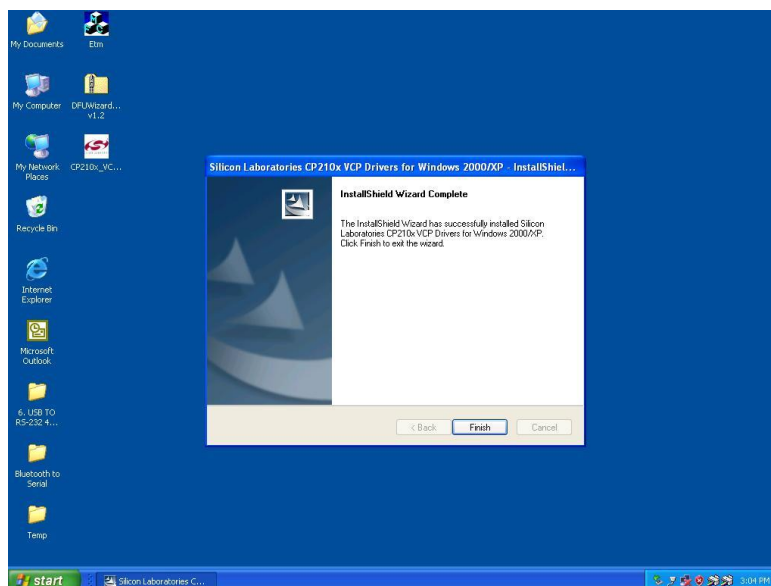 My Documents
Etm
My Computer
DFUWizard...
v1.2
My Network
Places
CP210x_VC...
Recycle Bin
Internet
Explorer
Microsoft
Outlook
6. USB TO
RS-232 4...
Bluetooth to
Serial
Temp
Silicon Laboratories CP210x VCP Drivers for Windows 2000/XP - InstallShiel...
InstallShield Wizard Complete
The InstallShield Wizard has successfully installed Silicon
Laboratories CP210x VCP Drivers for Windows 2000/XP.
Click Finish to exit the wizard.
< Back
Finish
Cancel
start
Silicon Laboratories C...
3:04 PM